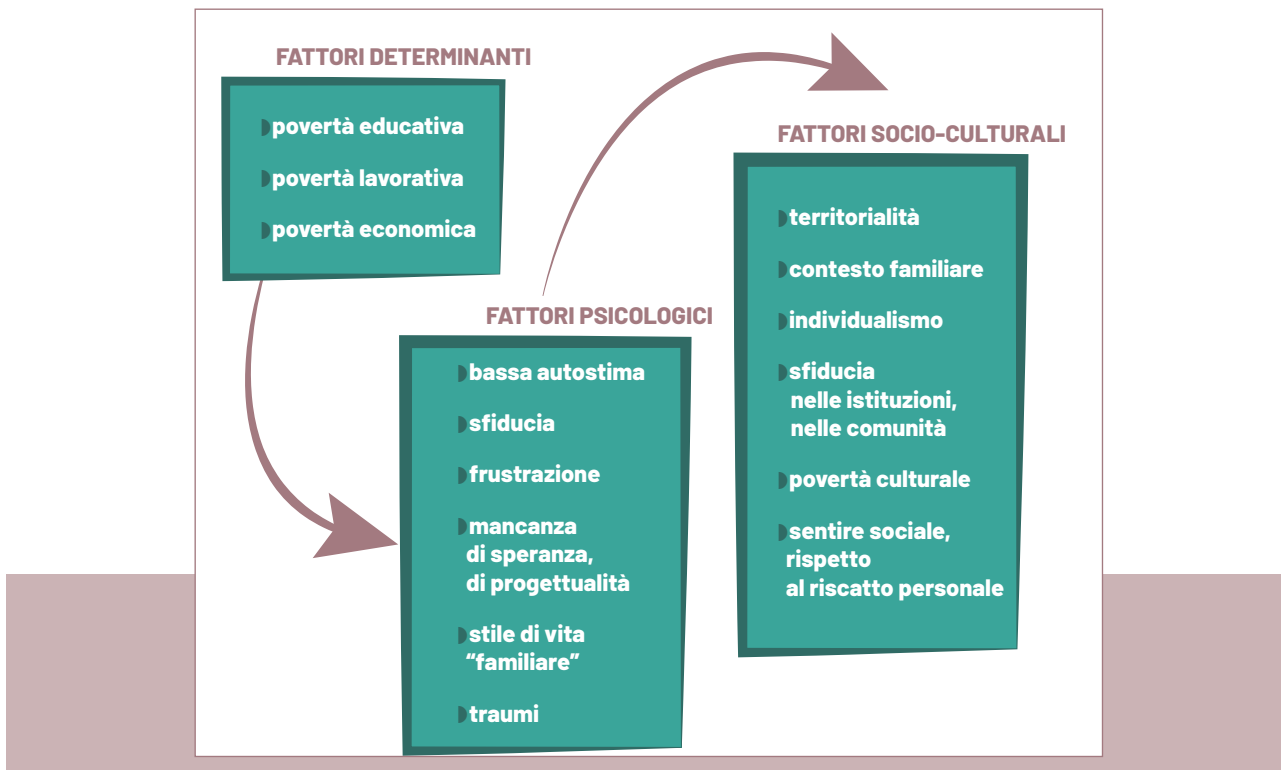 FATTORI DETERMINANTI
povertà educativa
povertà lavorativa
povertà economica
FATTORI PSICOLOGICI
bassa autostima
sfiducia
frustrazione
mancanza
di speranza,
di progettualità
stile di vita
“familiare”
traumi
FATTORI SOCIO-CULTURALI
territorialità
contesto familiare
individualismo
sfiducia
nelle istituzioni,
nelle comunità
povertà culturale
sentire sociale,
rispetto
al riscatto personale